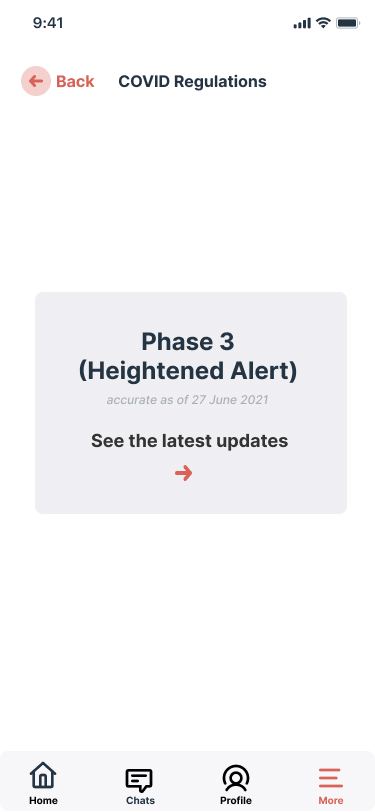 9:41
Back
COVID Regulations
Phase 3
(Heightened Alert)
accurate as of 27 June 2021
See the latest updates
Home
Chats
Profile
More